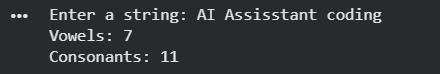 Enter a string: AI Assisstant coding
Vowels: 7
Consonants: 11